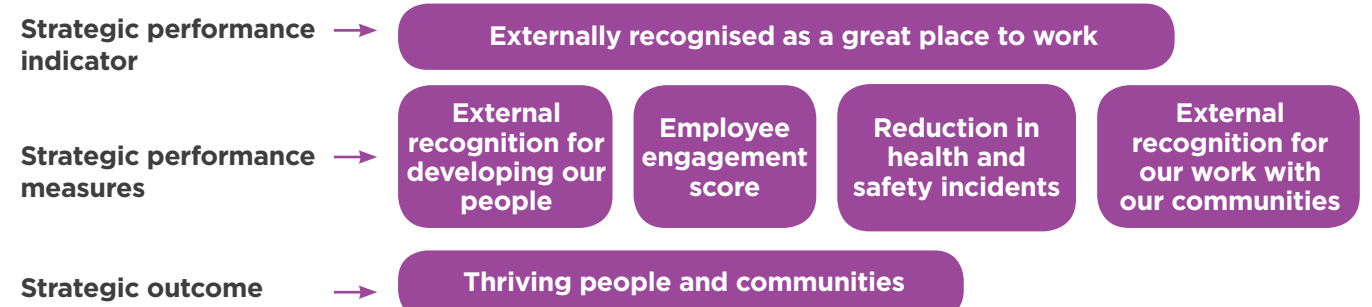 Strategic performance
indicator
Externally recognised as a great place to work
Strategic performance
measures
External
recognition for
developing our
people
Employee
engagement
score
Reduction in
health and
safety incidents
External
recognition for
our work with
our communities
Strategic outcome
Thriving people and communities